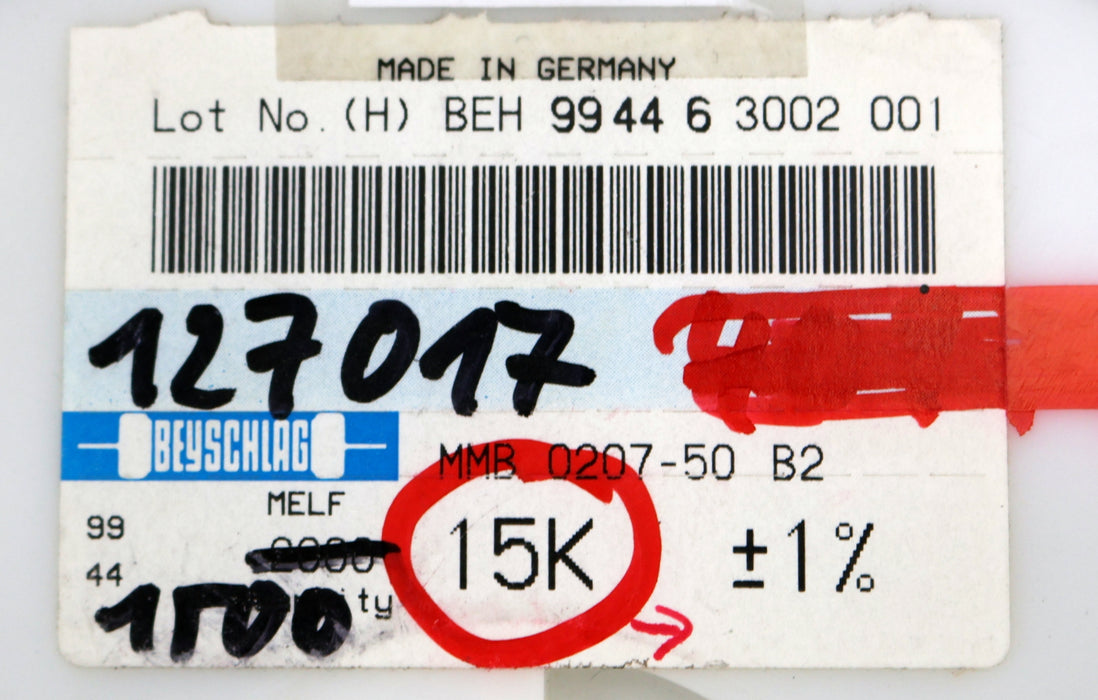 MADE IN GERMANY
Lot No. (H) BEH 9944 6 3002 001
127017
BEYSCHLAG
MMB 0207-50 B2
MELF
99
2000
15K
±1%
44
1500